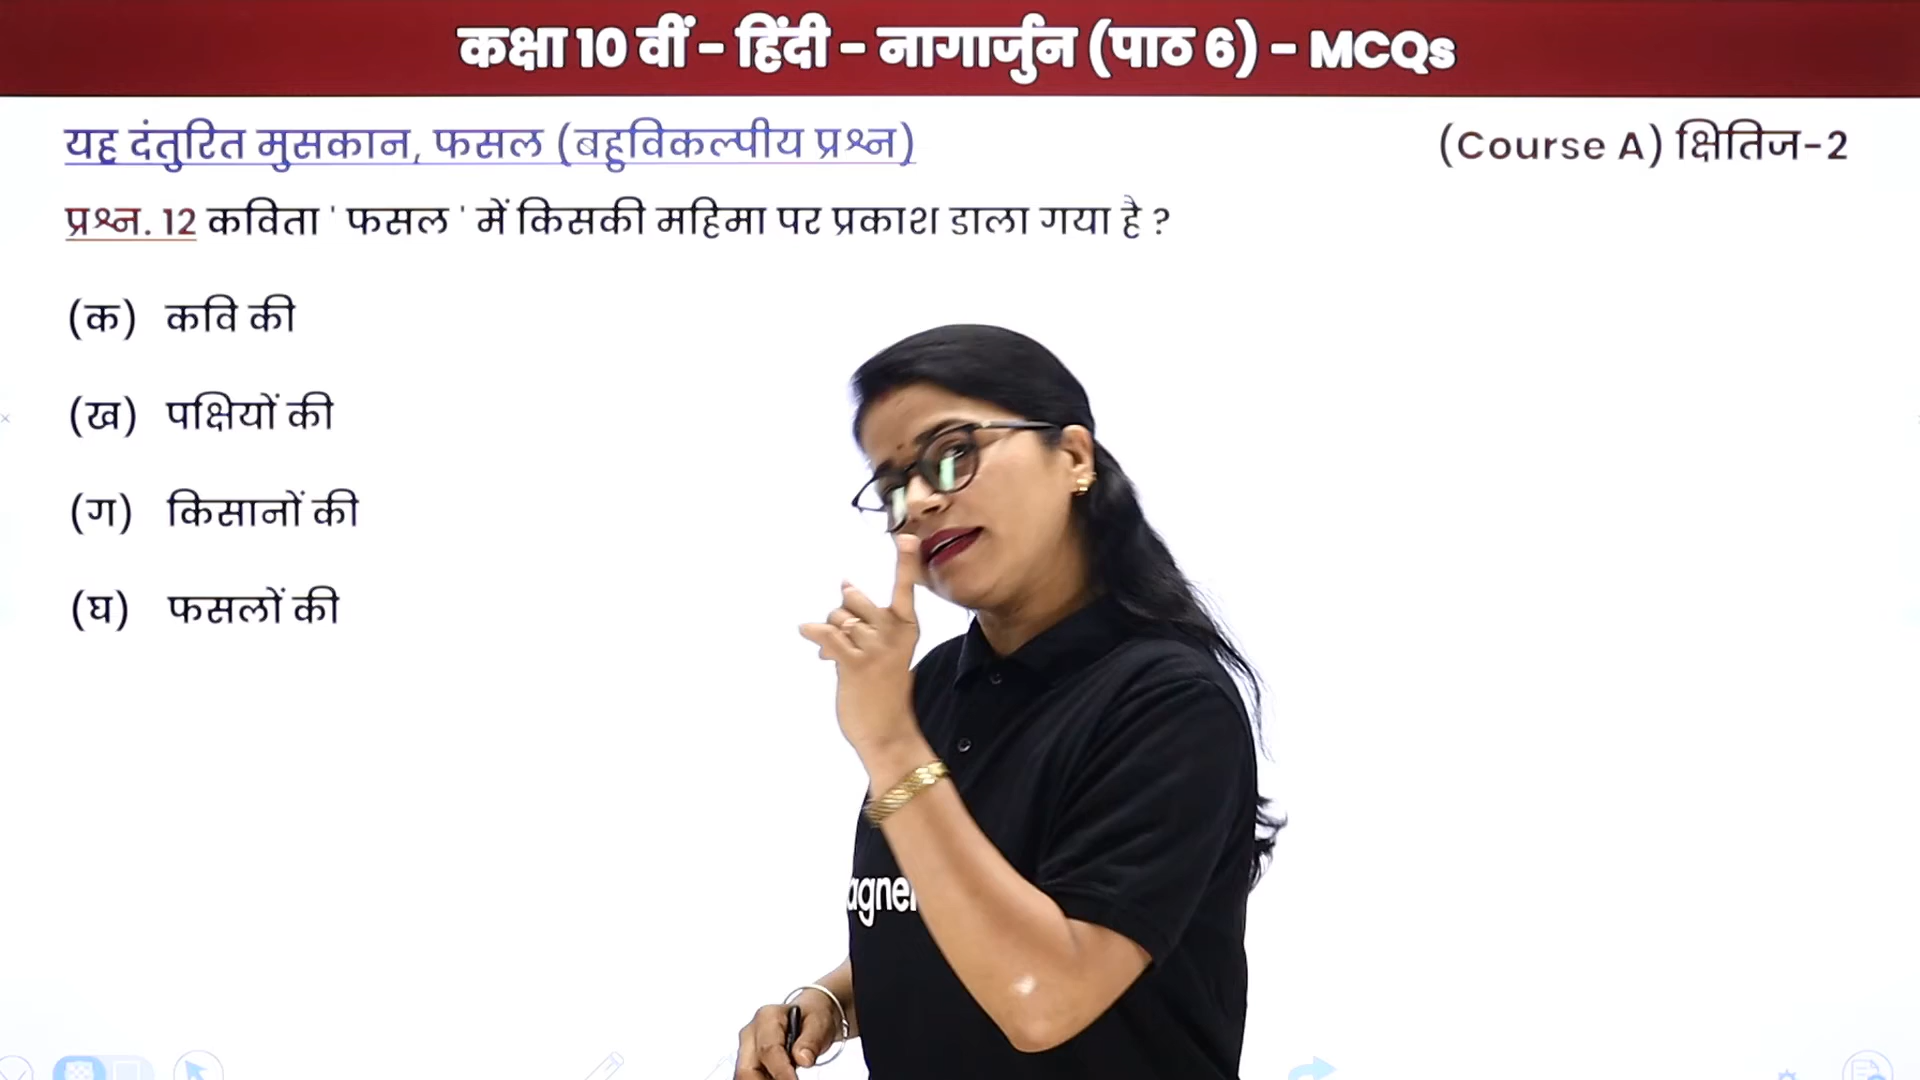 कक्षा 10 वीं - हिंदी - नागार्जुन (पाठ 6) - MCQs
यह दंतुरित मुसकान, फसल (बहुविकल्पीय प्रश्न)
(Course A) क्षितिज-2
प्रश्न. 12 कविता ' फसल ' में किसकी महिमा पर प्रकाश डाला गया है ?
(क) कवि की
(ख) पक्षियों की
(ग) किसानों की
(घ) फसलों की